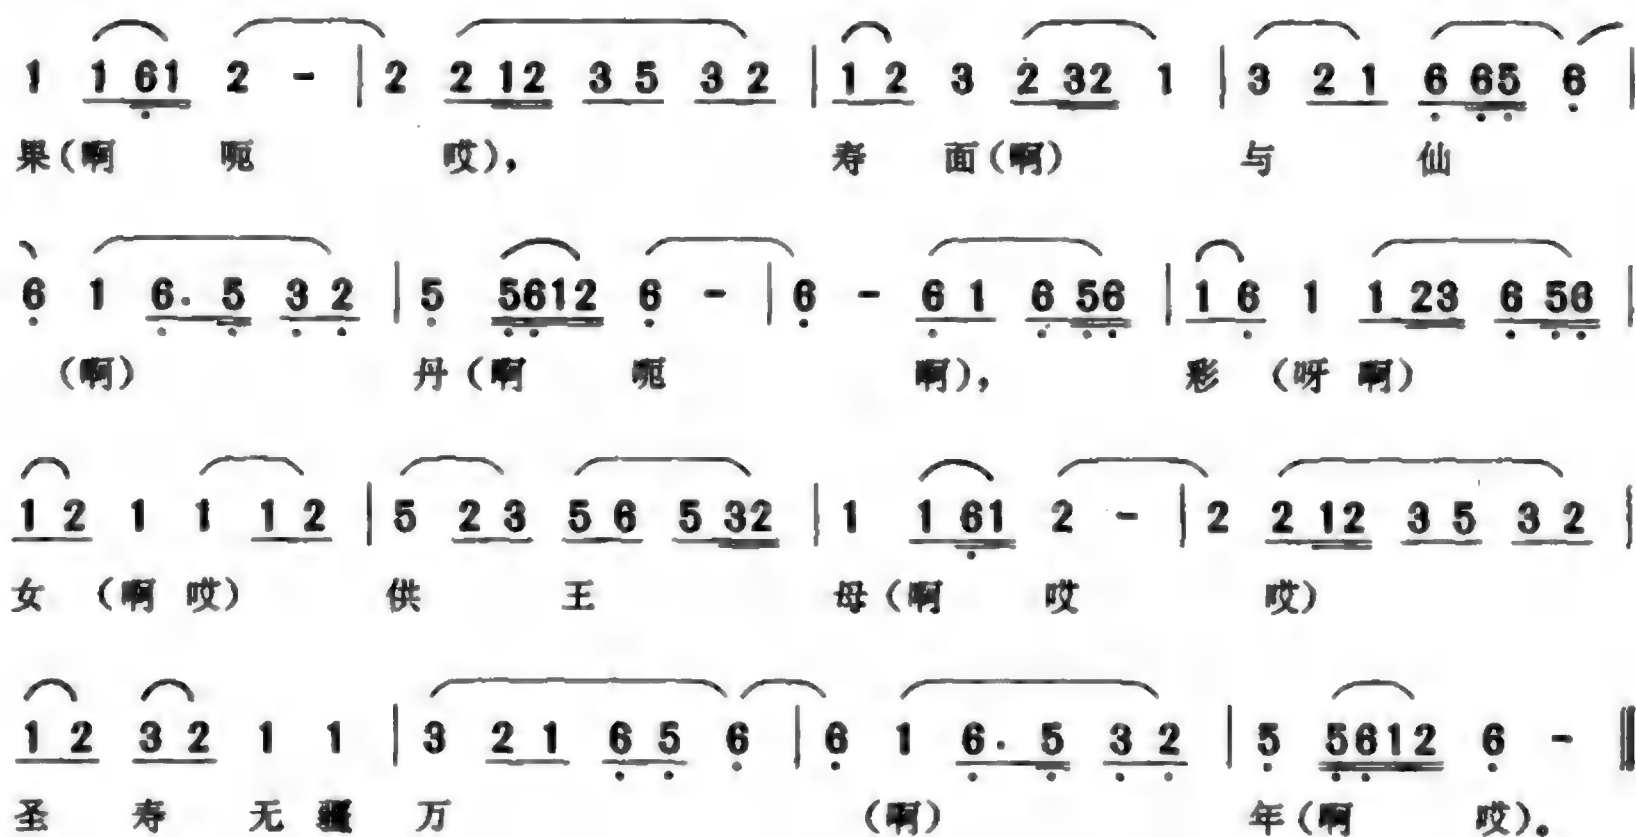 1 1 61 2 - | 2 2 12 3 5 3 2 | 1 2 3 2 32 1 | 3 2 1 6 65 6 |
果(啊 呃 哎), 寿 面(啊) 与 仙
6 1 6. 5 3 2 | 5 5612 6 - | 6 - 6 1 6 56 | 1 6 1 1 23 6 56 |
(啊) 丹(啊 呃 啊), 彩 (呀 啊)
1 2 1 1 1 2 | 5 2 3 5 6 5 32 | 1 1 61 2 - | 2 2 12 3 5 3 2 |
女 (啊 哎) 供 王 母(啊 哎 哎)
1 2 3 2 1 1 | 3 2 1 6 5 6 | 6 1 6. 5 3 2 | 5 5612 6 - ‖
圣 寿 无 疆 万 (啊) 年(啊 哎)。